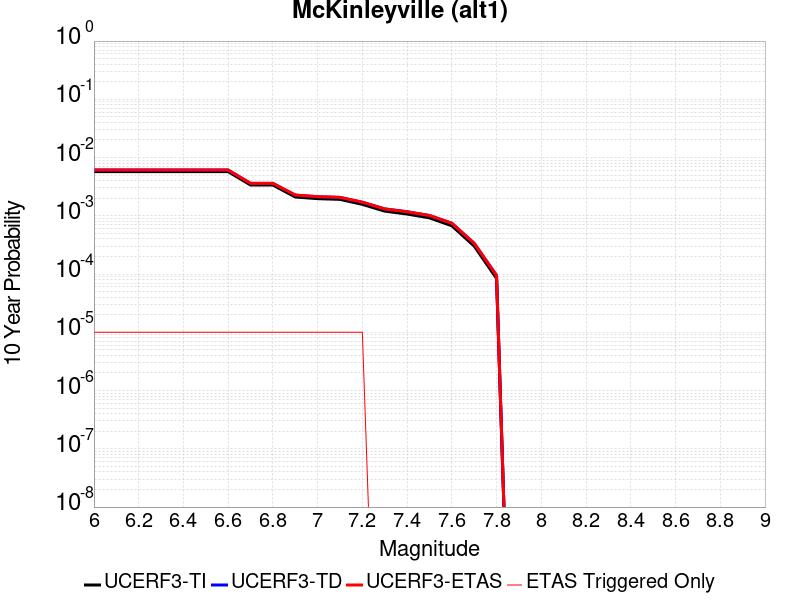 McKinleyville (alt1)
10 0
10 -1
10 -2
10 -3
10 -4
10 -5
10 -6
10 -7
10 -8
10 Year Probability
6 6.2 6.4 6.6 6.8 7 7.2 7.4 7.6 7.8 8 8.2 8.4 8.6 8.8 9
Magnitude
UCERF3-TI UCERF3-TD UCERF3-ETAS ETAS Triggered Only